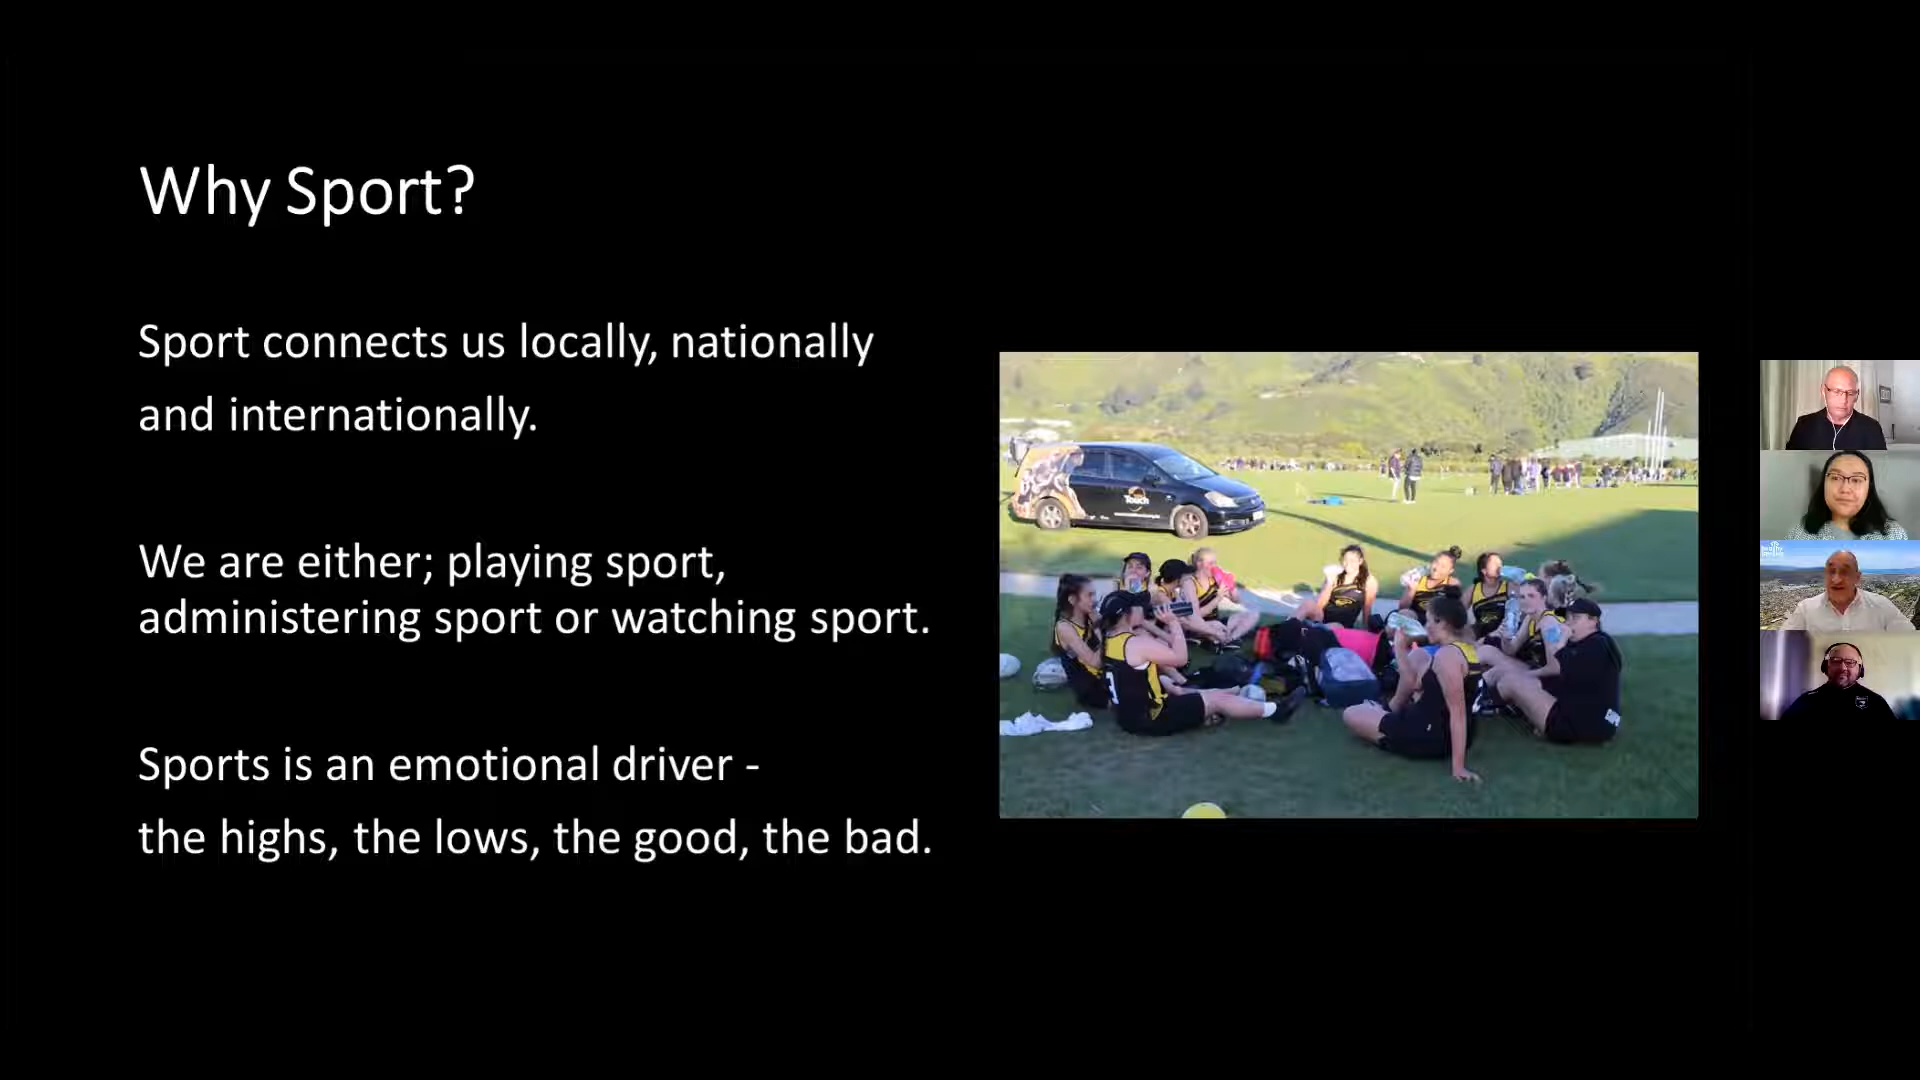 Why Sport?
Sport connects us locally, nationally
and internationally.
We are either; playing sport,
administering sport or watching sport.
Sports is an emotional driver -
the highs, the lows, the good, the bad.
Touch